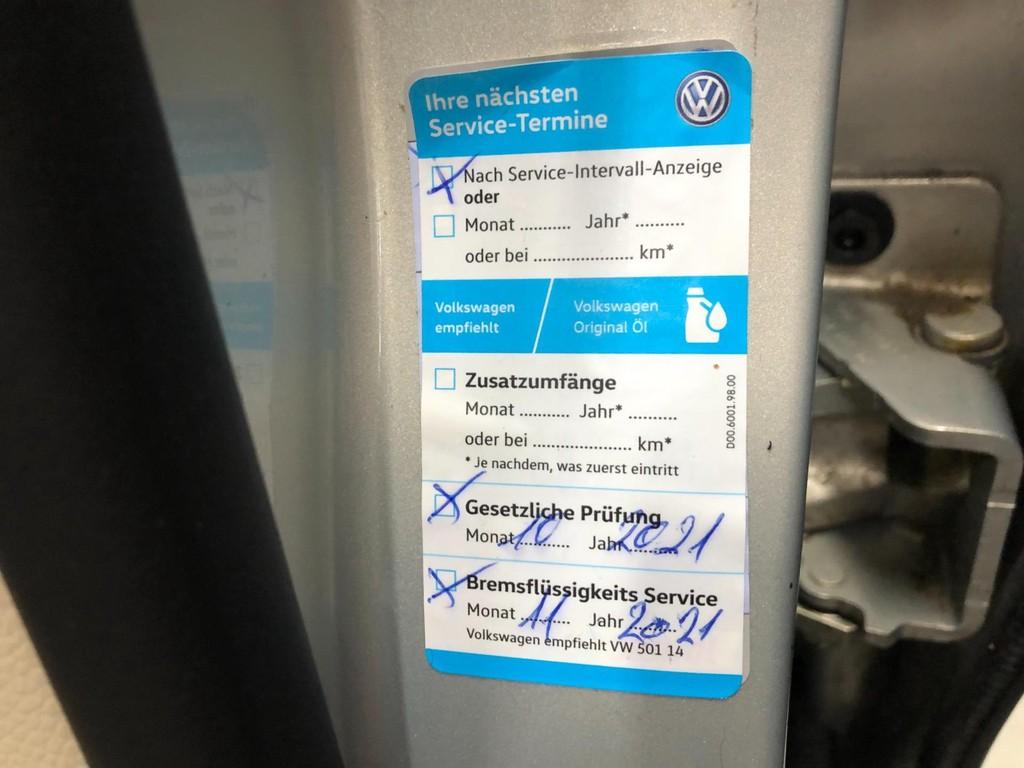 Ihre nächsten
Service-Termine
Nach Service-Intervall-Anzeige
oder
Monat .......... Jahr* ..........
oder bei ..................... km*
Volkswagen
empfiehlt
Volkswagen
Original Öl
Zusatzumfänge
Monat .......... Jahr* ..........
oder bei ..................... km*
* Je nachdem, was zuerst eintritt
D00.6001.98.00
Gesetzliche Prüfung
Monat 10 Jahr 2021
Bremsflüssigkeits Service
Monat 11 Jahr 2021
Volkswagen empfiehlt VW 501 14